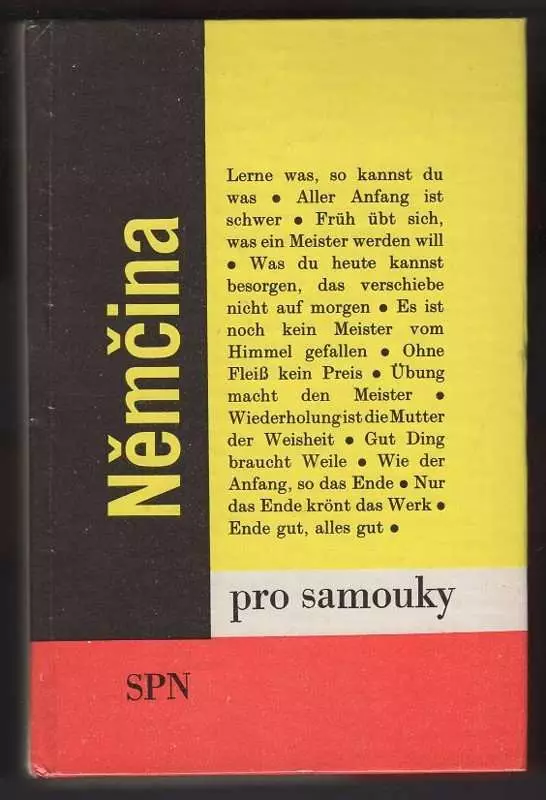 Němčina
Lerne was, so kannst du
was ● Aller Anfang ist
schwer ● Früh übt sich,
was ein Meister werden will
● Was du heute kannst
besorgen, das verschiebe
nicht auf morgen ● Es ist
noch kein Meister vom
Himmel gefallen ● Ohne
Fleiß kein Preis ● Übung
macht den Meister ●
Wiederholung ist die Mutter
der Weisheit ● Gut Ding
braucht Weile ● Wie der
Anfang, so das Ende ● Nur
das Ende krönt das Werk ●
Ende gut, alles gut ●
pro samouky
SPN